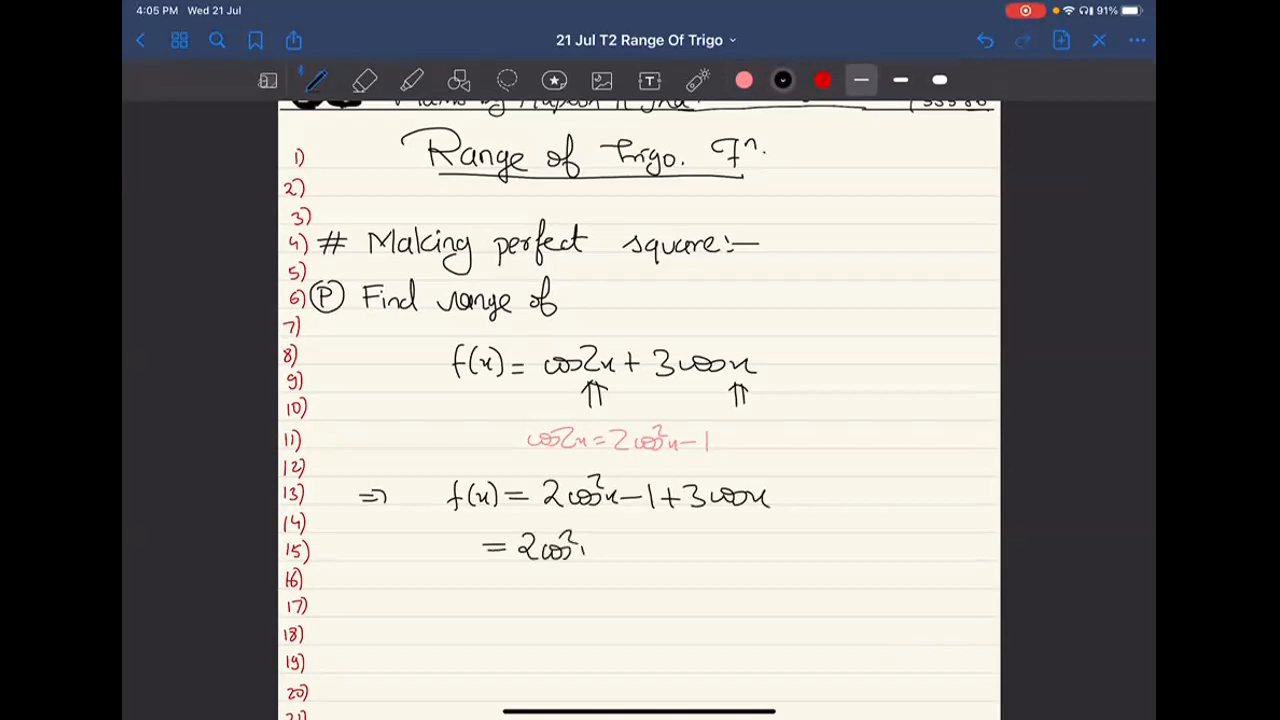 4:05 PM Wed 21 Jul
91%
21 Jul T2 Range Of Trigo
1) Range of Trigo. Fⁿ.
2)
3)
4) # Making perfect square:—
5)
6) Ⓟ Find range of
7)
8) f(x) = cos2x + 3cosx
9) ⇑ ⇑
10)
11) cos2x = 2cos²x - 1
12)
13) ⇒ f(x) = 2cos²x - 1 + 3cosx
14)
15) = 2cos²
16)
17)
18)
19)
20)